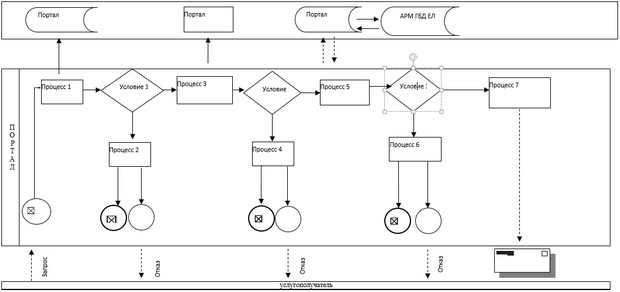 Портал
Портал
Портал
АРМ ГБД ЕЛ
Процесс 1
Условие 1
Процесс 3
Условие
Процесс 5
Условие
Процесс 7
Процесс 2
Процесс 4
Процесс 6
ПОРТАЛ
Запрос
Отказ
Отказ
Отказ
услугополучатель